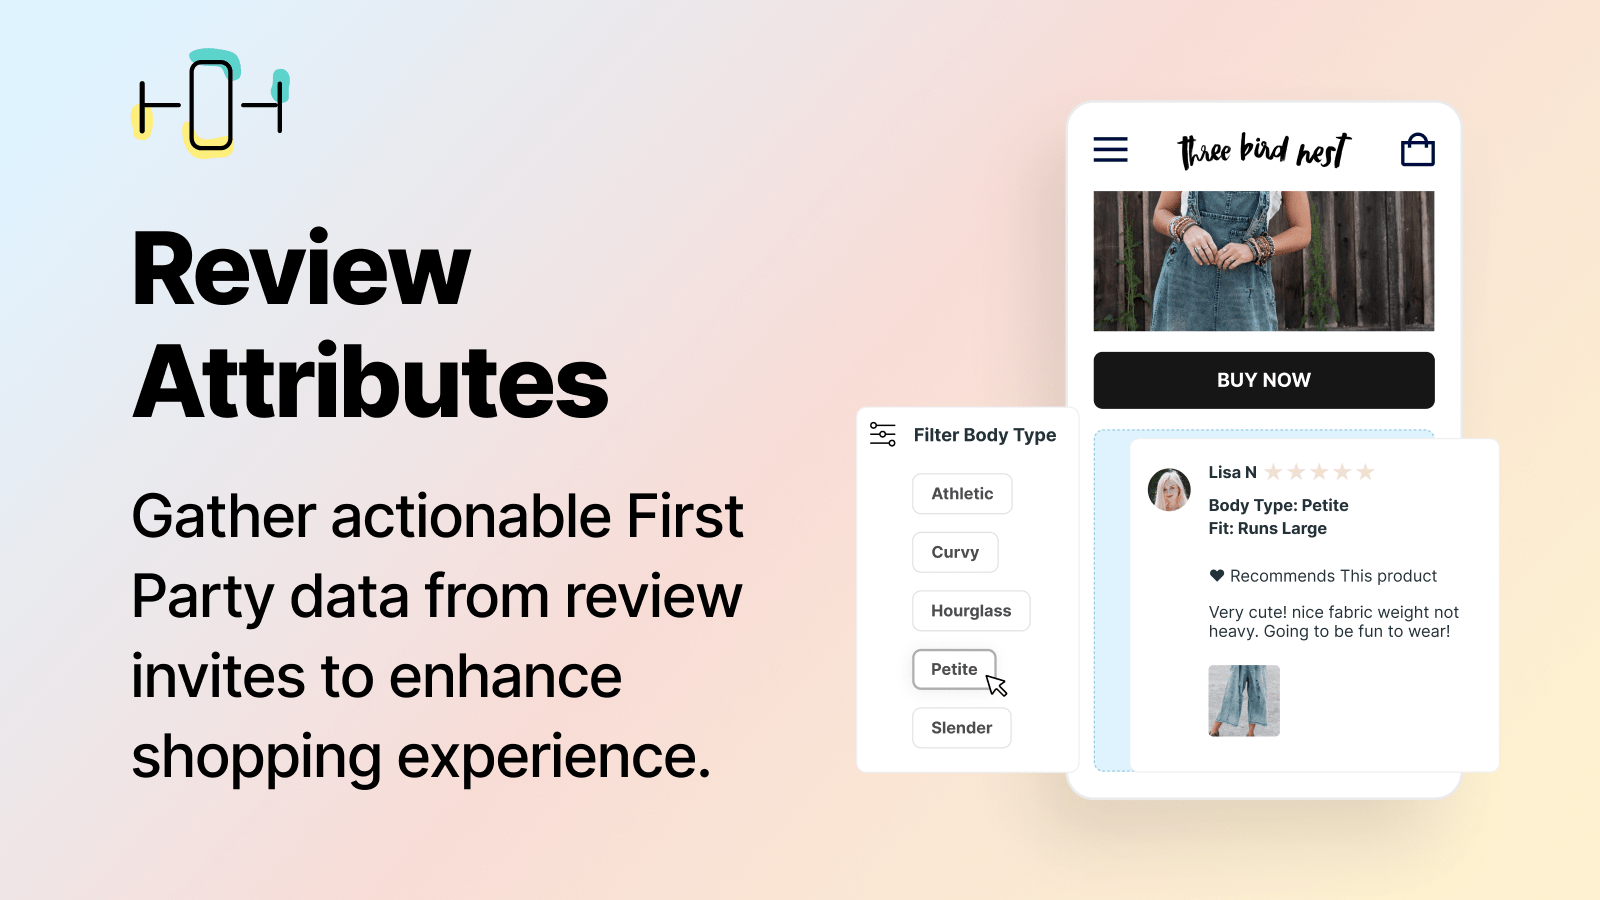 Review
Attributes
Gather actionable First
Party data from review
invites to enhance
shopping experience.
three bird nest
BUY NOW
Filter Body Type
Athletic
Curvy
Hourglass
Petite
Slender
Lisa N
Body Type: Petite
Fit: Runs Large
Recommends This product
Very cute! nice fabric weight not
heavy. Going to be fun to wear!